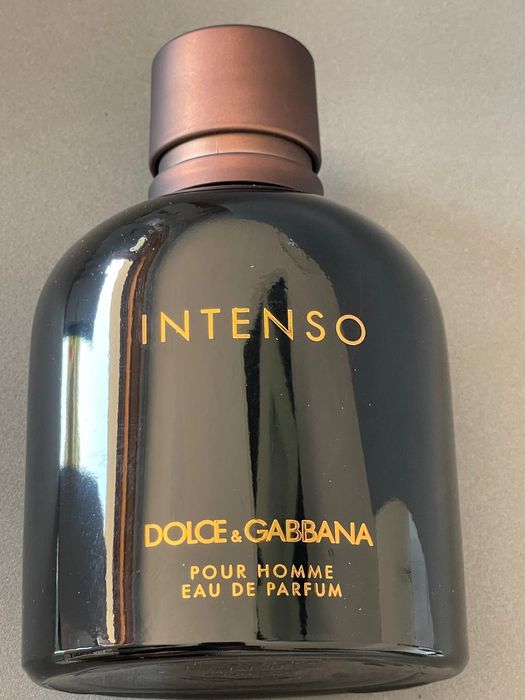 INTENSO
DOLCE & GABBANA
POUR HOMME
EAU DE PARFUM